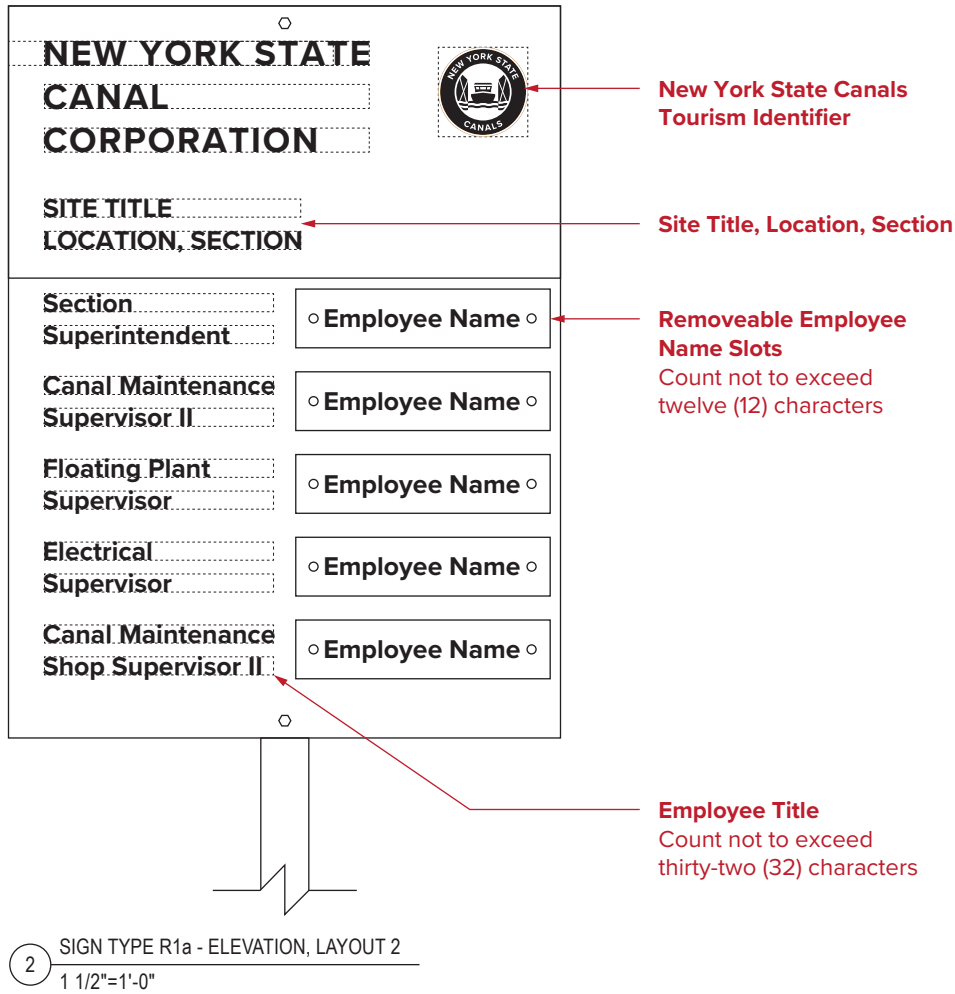 NEW YORK STATE
CANAL
CORPORATION
NEW YORK STATE
CANALS
New York State Canals
Tourism Identifier
SITE TITLE
LOCATION, SECTION
Site Title, Location, Section
Section
Superintendent
Employee Name
Removeable Employee
Name Slots
Count not to exceed
twelve (12) characters
Canal Maintenance
Supervisor II
Employee Name
Floating Plant
Supervisor
Employee Name
Electrical
Supervisor
Employee Name
Canal Maintenance
Shop Supervisor II
Employee Name
Employee Title
Count not to exceed
thirty-two (32) characters
2
SIGN TYPE R1a - ELEVATION, LAYOUT 2
1 1/2"=1'-0"